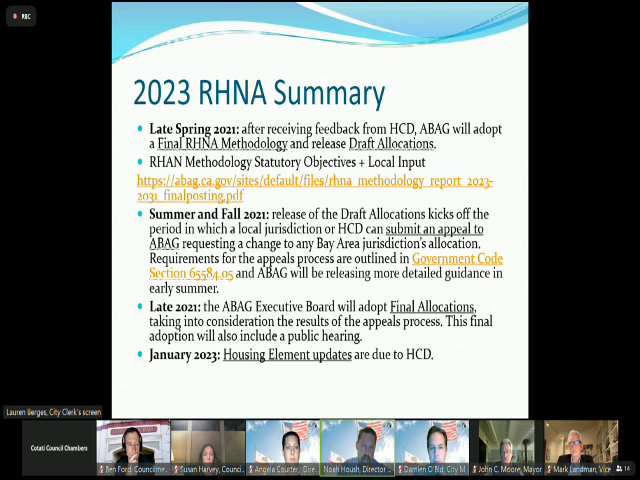 REC
2023 RHNA Summary
Late Spring 2021: after receiving feedback from HCD, ABAG will adopt
a Final RHNA Methodology and release Draft Allocations.
RHAN Methodology Statutory Objectives + Local Input
https://abag.ca.gov/sites/default/files/rhna_methodology_report_2023-
2031_finalposting.pdf
Summer and Fall 2021: release of the Draft Allocations kicks off the
period in which a local jurisdiction or HCD can submit an appeal to
ABAG requesting a change to any Bay Area jurisdiction's allocation.
Requirements for the appeals process are outlined in Government Code
Section 65584.05 and ABAG will be releasing more detailed guidance in
early summer.
Late 2021: the ABAG Executive Board will adopt Final Allocations,
taking into consideration the results of the appeals process. This final
adoption will also include a public hearing.
January 2023: Housing Element updates are due to HCD.
Lauren Berges, City Clerk's screen
Cotati Council Chambers
Ben Ford, Councilme...
Susan Harvey, Counci...
Angela Courter, Dire...
Noah Housh, Director ...
Damien O'Bid, City M...
John C. Moore, Mayor
Mark Landman, Vice
14